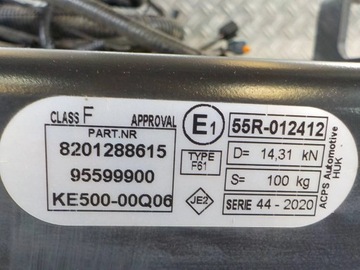 CLASS F APPROVAL
PART.NR
8201288615
95599900
KE500-00Q06
TYPE
F61
JE2
E1
55R-012412
D= 14,31 kN
S= 100 kg
SERIE 44-2020
ACPS Automotive
HUK